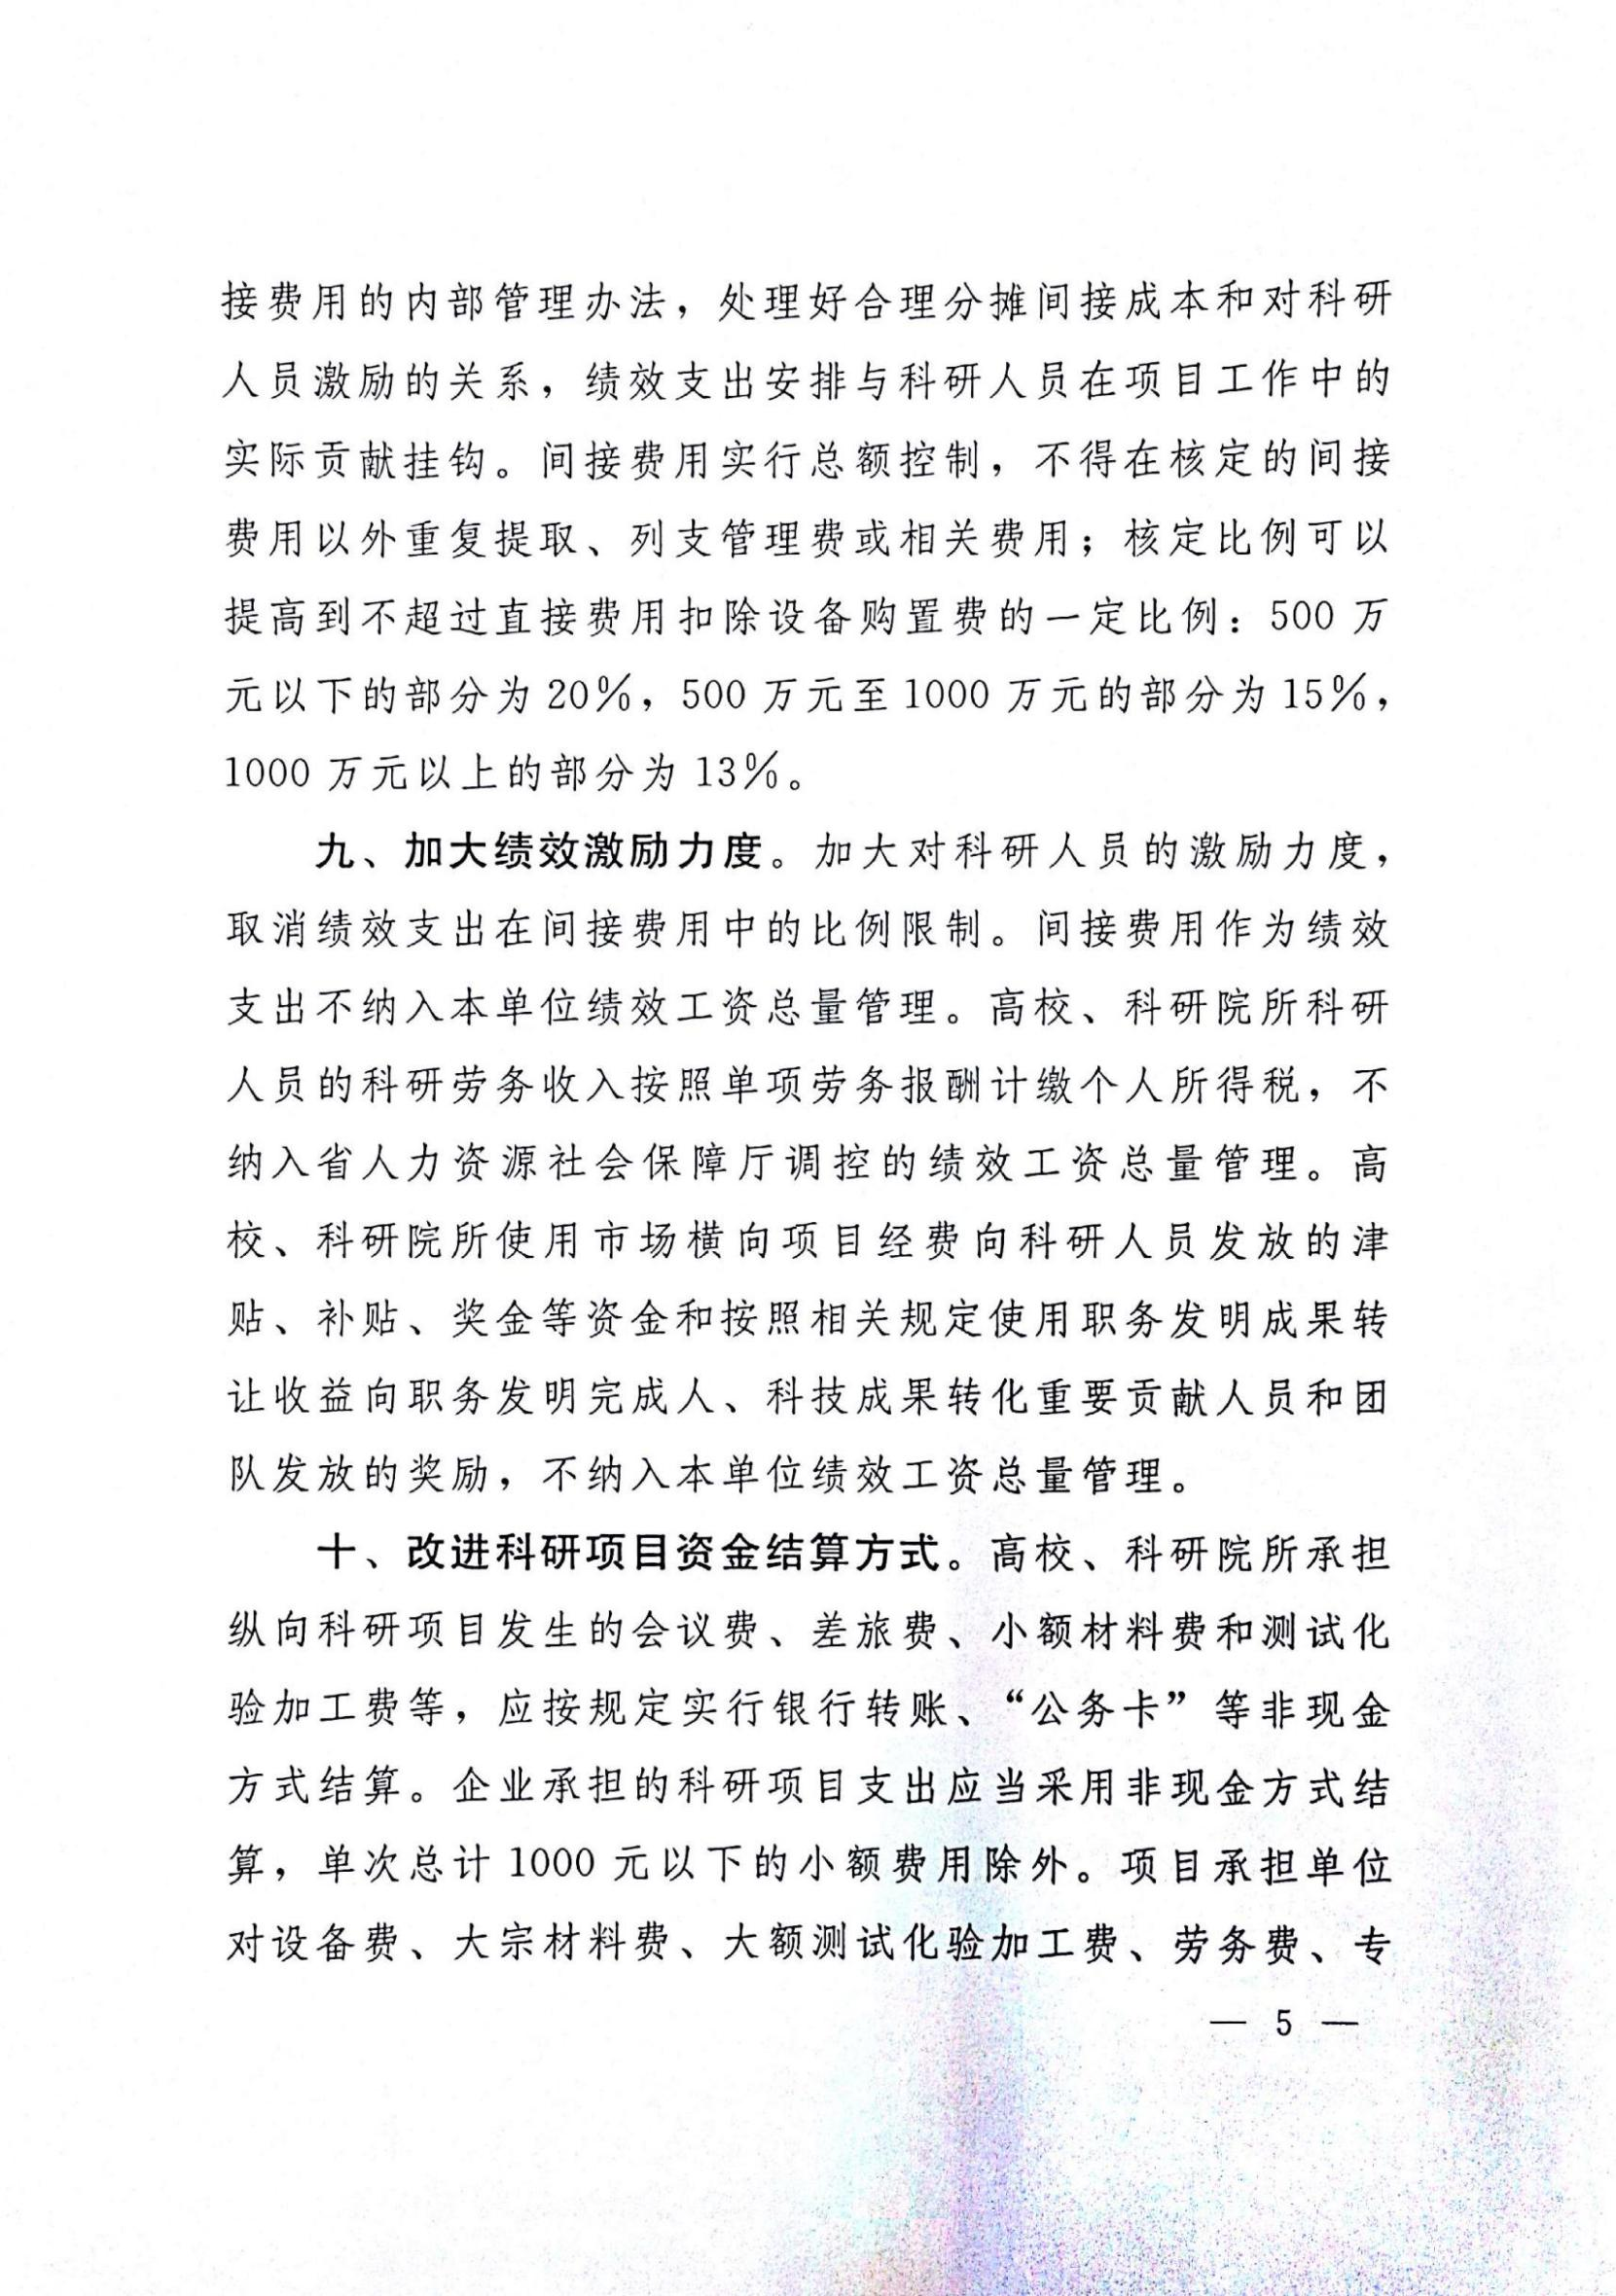 接费用的内部管理办法，处理好合理分摊间接成本和对科研
人员激励的关系，绩效支出安排与科研人员在项目工作中的
实际贡献挂钩。间接费用实行总额控制，不得在核定的间接
费用以外重复提取、列支管理费或相关费用；核定比例可以
提高到不超过直接费用扣除设备购置费的一定比例：500 万
元以下的部分为 20%，500 万元至 1000 万元的部分为 15%，
1000 万元以上的部分为 13%。
九、加大绩效激励力度。加大对科研人员的激励力度，
取消绩效支出在间接费用中的比例限制。间接费用作为绩效
支出不纳入本单位绩效工资总量管理。高校、科研院所科研
人员的科研劳务收入按照单项劳务报酬计缴个人所得税，不
纳入省人力资源社会保障厅调控的绩效工资总量管理。高
校、科研院所使用市场横向项目经费向科研人员发放的津
贴、补贴、奖金等资金和按照相关规定使用职务发明成果转
让收益向职务发明完成人、科技成果转化重要贡献人员和团
队发放的奖励，不纳入本单位绩效工资总量管理。
十、改进科研项目资金结算方式。高校、科研院所承担
纵向科研项目发生的会议费、差旅费、小额材料费和测试化
验加工费等，应按规定实行银行转账、“公务卡”等非现金
方式结算。企业承担的科研项目支出应当采用非现金方式结
算，单次总计 1000 元以下的小额费用除外。项目承担单位
对设备费、大宗材料费、大额测试化验加工费、劳务费、专
— 5 —